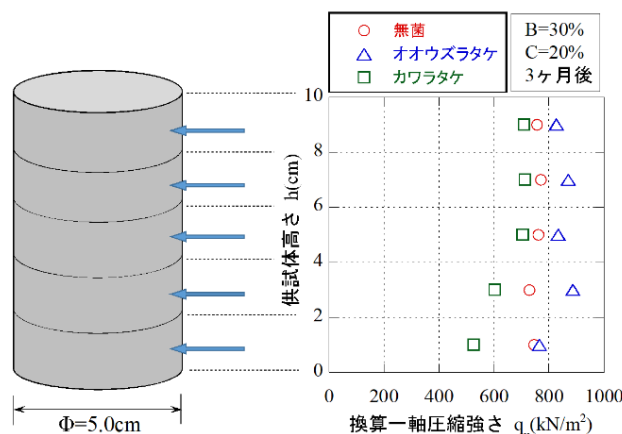 無菌
オオウズラタケ
カワラタケ
B=30%
C=20%
3ヶ月後
供試体高さ h(cm)
10
8
6
4
2
0
0 200 400 600 800 1000
換算一軸圧縮強さ qu(kN/m²)
Φ=5.0cm